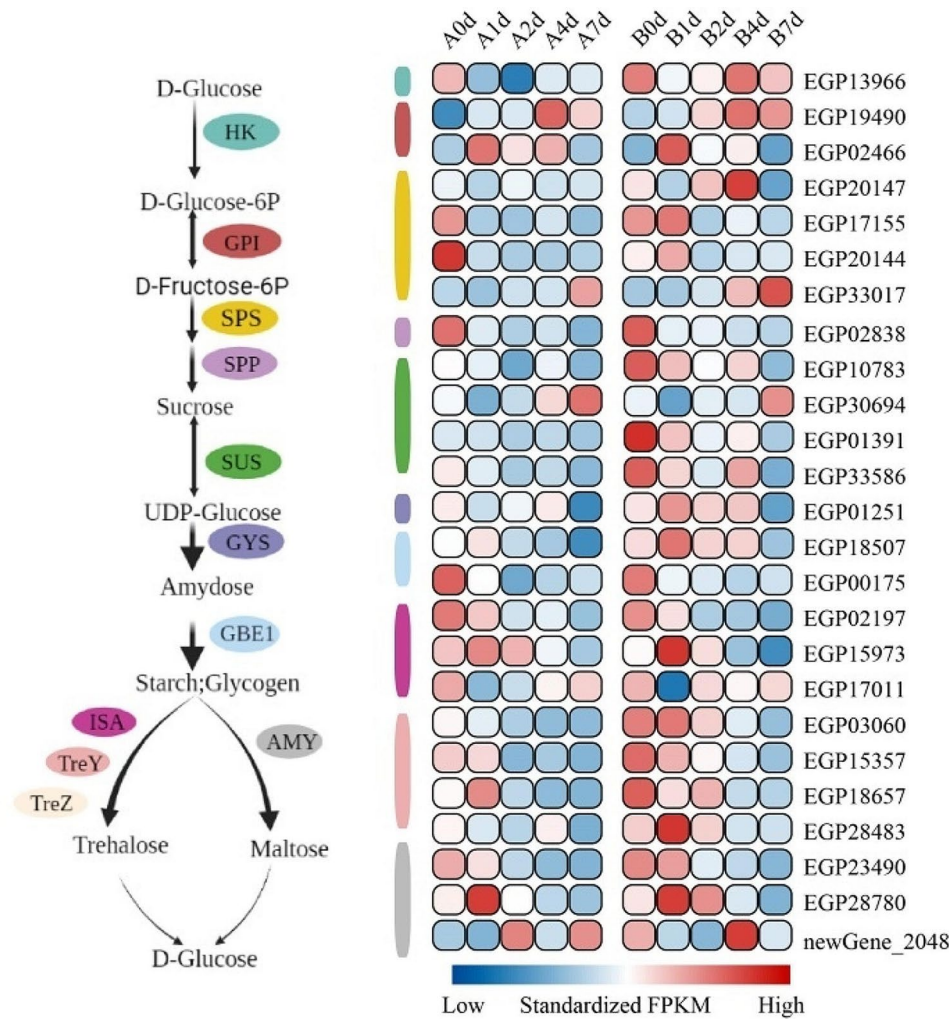 A0d A1d A2d A4d A7d B0d B1d B2d B4d B7d
D-Glucose
HK
D-Glucose-6P
GPI
D-Fructose-6P
SPS
SPP
Sucrose
SUS
UDP-Glucose
GYS
Amydose
GBE1
Starch;Glycogen
ISA
AMY
TreY
TreZ
Trehalose
Maltose
D-Glucose
EGP13966
EGP19490
EGP02466
EGP20147
EGP17155
EGP20144
EGP33017
EGP02838
EGP10783
EGP30694
EGP01391
EGP33586
EGP01251
EGP18507
EGP00175
EGP02197
EGP15973
EGP17011
EGP03060
EGP15357
EGP18657
EGP28483
EGP23490
EGP28780
newGene_2048
Low Standardized FPKM High